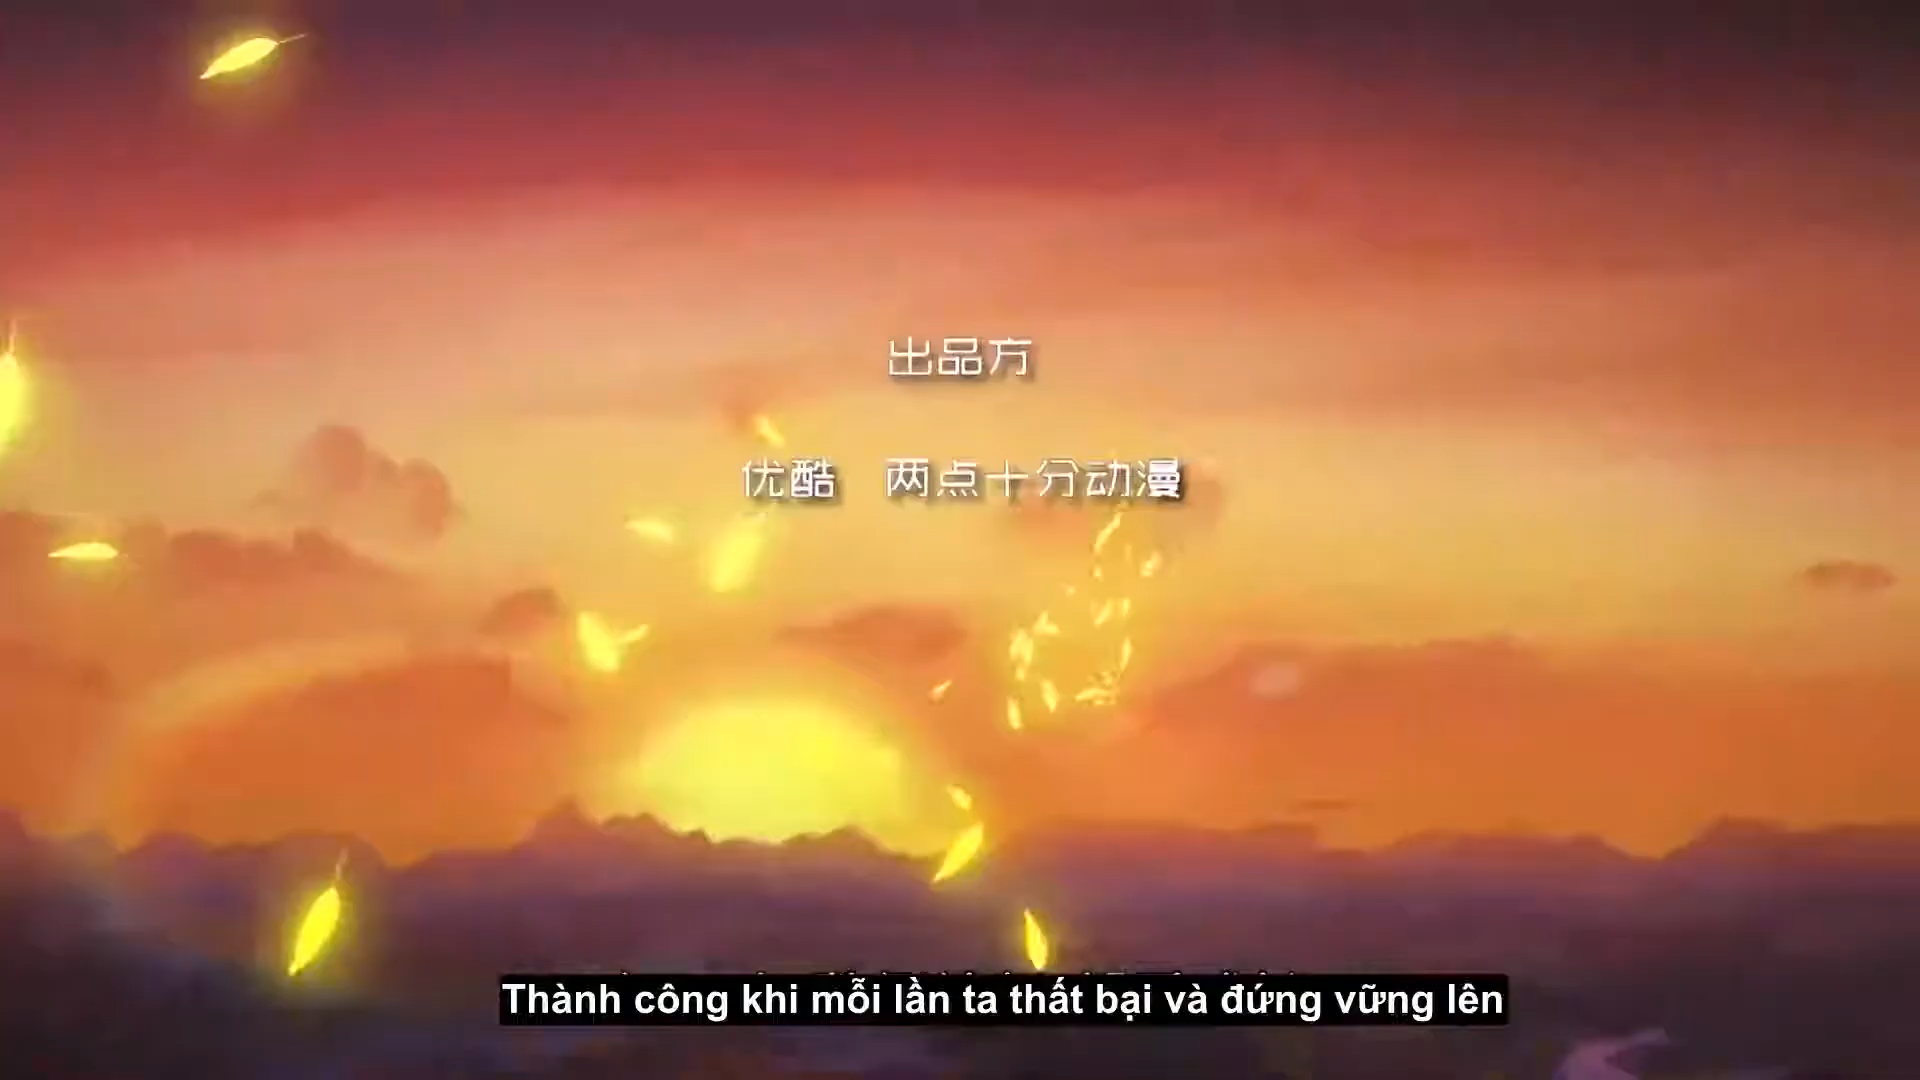 出品方
优酷 两点十分动漫
Thành công khi mỗi lần ta thất bại và đứng vững lên